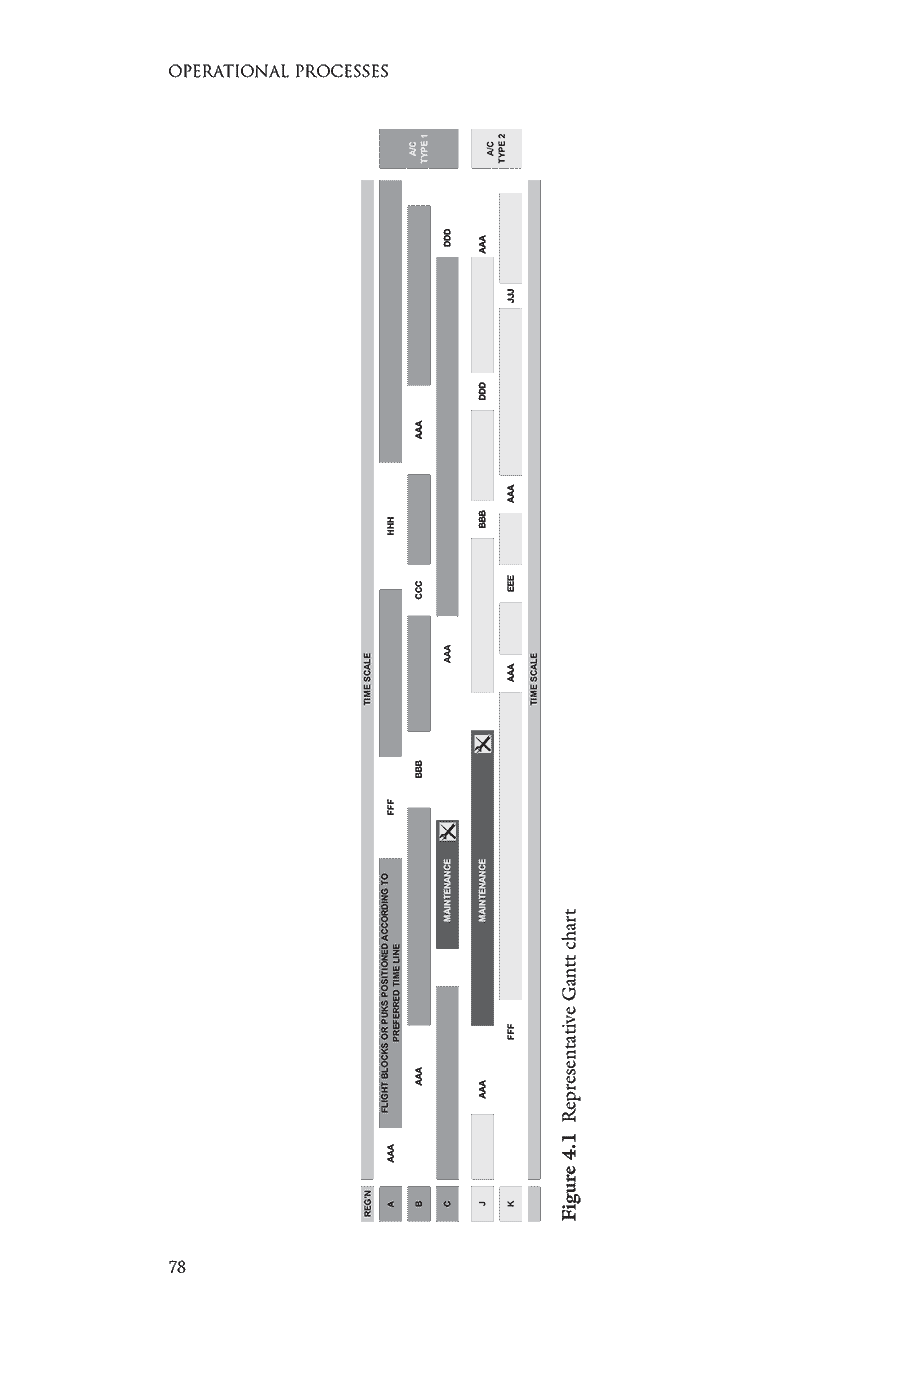 OPERATIONAL PROCESSES
REG'N
TIME SCALE
A
AAA
FLIGHT BLOCKS OR PUKS POSITIONED ACCORDING TO
PREFERRED TIME LINE
FFF
HHH
B
AAA
BBB
CCC
AAA
C
MAINTENANCE
AAA
DDD
A/C
TYPE 1
J
AAA
MAINTENANCE
BBB
DDD
AAA
K
FFF
AAA
EEE
AAA
JJJ
A/C
TYPE 2
TIME SCALE
Figure 4.1 Representative Gantt chart
78